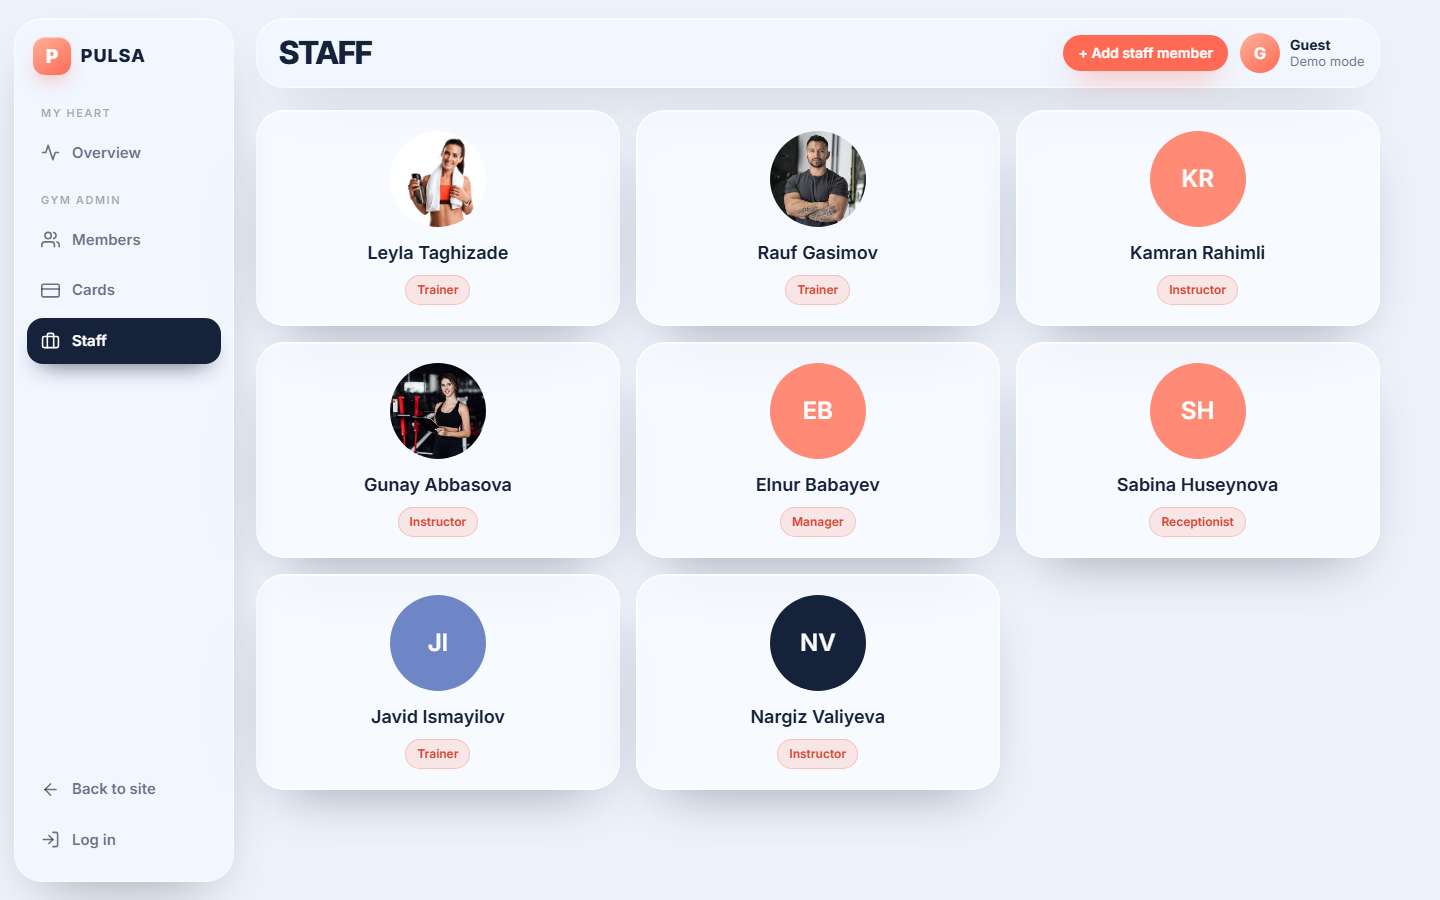 P PULSA
MY HEART
Overview
GYM ADMIN
Members
Cards
Staff
Back to site
Log in
STAFF
+ Add staff member
G
Guest
Demo mode
Leyla Taghizade
Trainer
Rauf Gasimov
Trainer
KR
Kamran Rahimli
Instructor
Gunay Abbasova
Instructor
EB
Elnur Babayev
Manager
SH
Sabina Huseynova
Receptionist
JI
Javid Ismayilov
Trainer
NV
Nargiz Valiyeva
Instructor